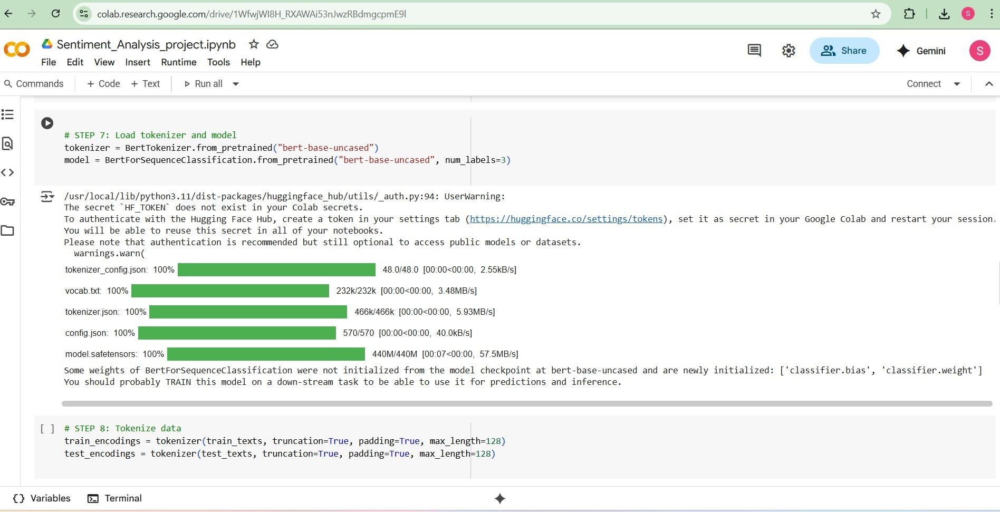 colab.research.google.com/drive/1WfwjWI8H_RXAWAi53nJwzRBdmgcpmE9I
S
Sentiment_Analysis_project.ipynb
File Edit View Insert Runtime Tools Help
Share
Gemini
S
Commands + Code + Text Run all
Connect
# STEP 7: Load tokenizer and model
tokenizer = BertTokenizer.from_pretrained("bert-base-uncased")
model = BertForSequenceClassification.from_pretrained("bert-base-uncased", num_labels=3)
/usr/local/lib/python3.11/dist-packages/huggingface_hub/utils/_auth.py:94: UserWarning:
The secret `HF_TOKEN` does not exist in your Colab secrets.
To authenticate with the Hugging Face Hub, create a token in your settings tab (https://huggingface.co/settings/tokens), set it as secret in your Google Colab and restart your session.
You will be able to reuse this secret in all of your notebooks.
Please note that authentication is recommended but still optional to access public models or datasets.
  warnings.warn(
tokenizer_config.json: 100% 48.0/48.0 [00:00<00:00, 2.55kB/s]
vocab.txt: 100% 232k/232k [00:00<00:00, 3.48MB/s]
tokenizer.json: 100% 466k/466k [00:00<00:00, 5.93MB/s]
config.json: 100% 570/570 [00:00<00:00, 40.0kB/s]
model.safetensors: 100% 440M/440M [00:07<00:00, 57.5MB/s]
Some weights of BertForSequenceClassification were not initialized from the model checkpoint at bert-base-uncased and are newly initialized: ['classifier.bias', 'classifier.weight']
You should probably TRAIN this model on a down-stream task to be able to use it for predictions and inference.
[ ] # STEP 8: Tokenize data
train_encodings = tokenizer(train_texts, truncation=True, padding=True, max_length=128)
test_encodings = tokenizer(test_texts, truncation=True, padding=True, max_length=128)
{} Variables Terminal